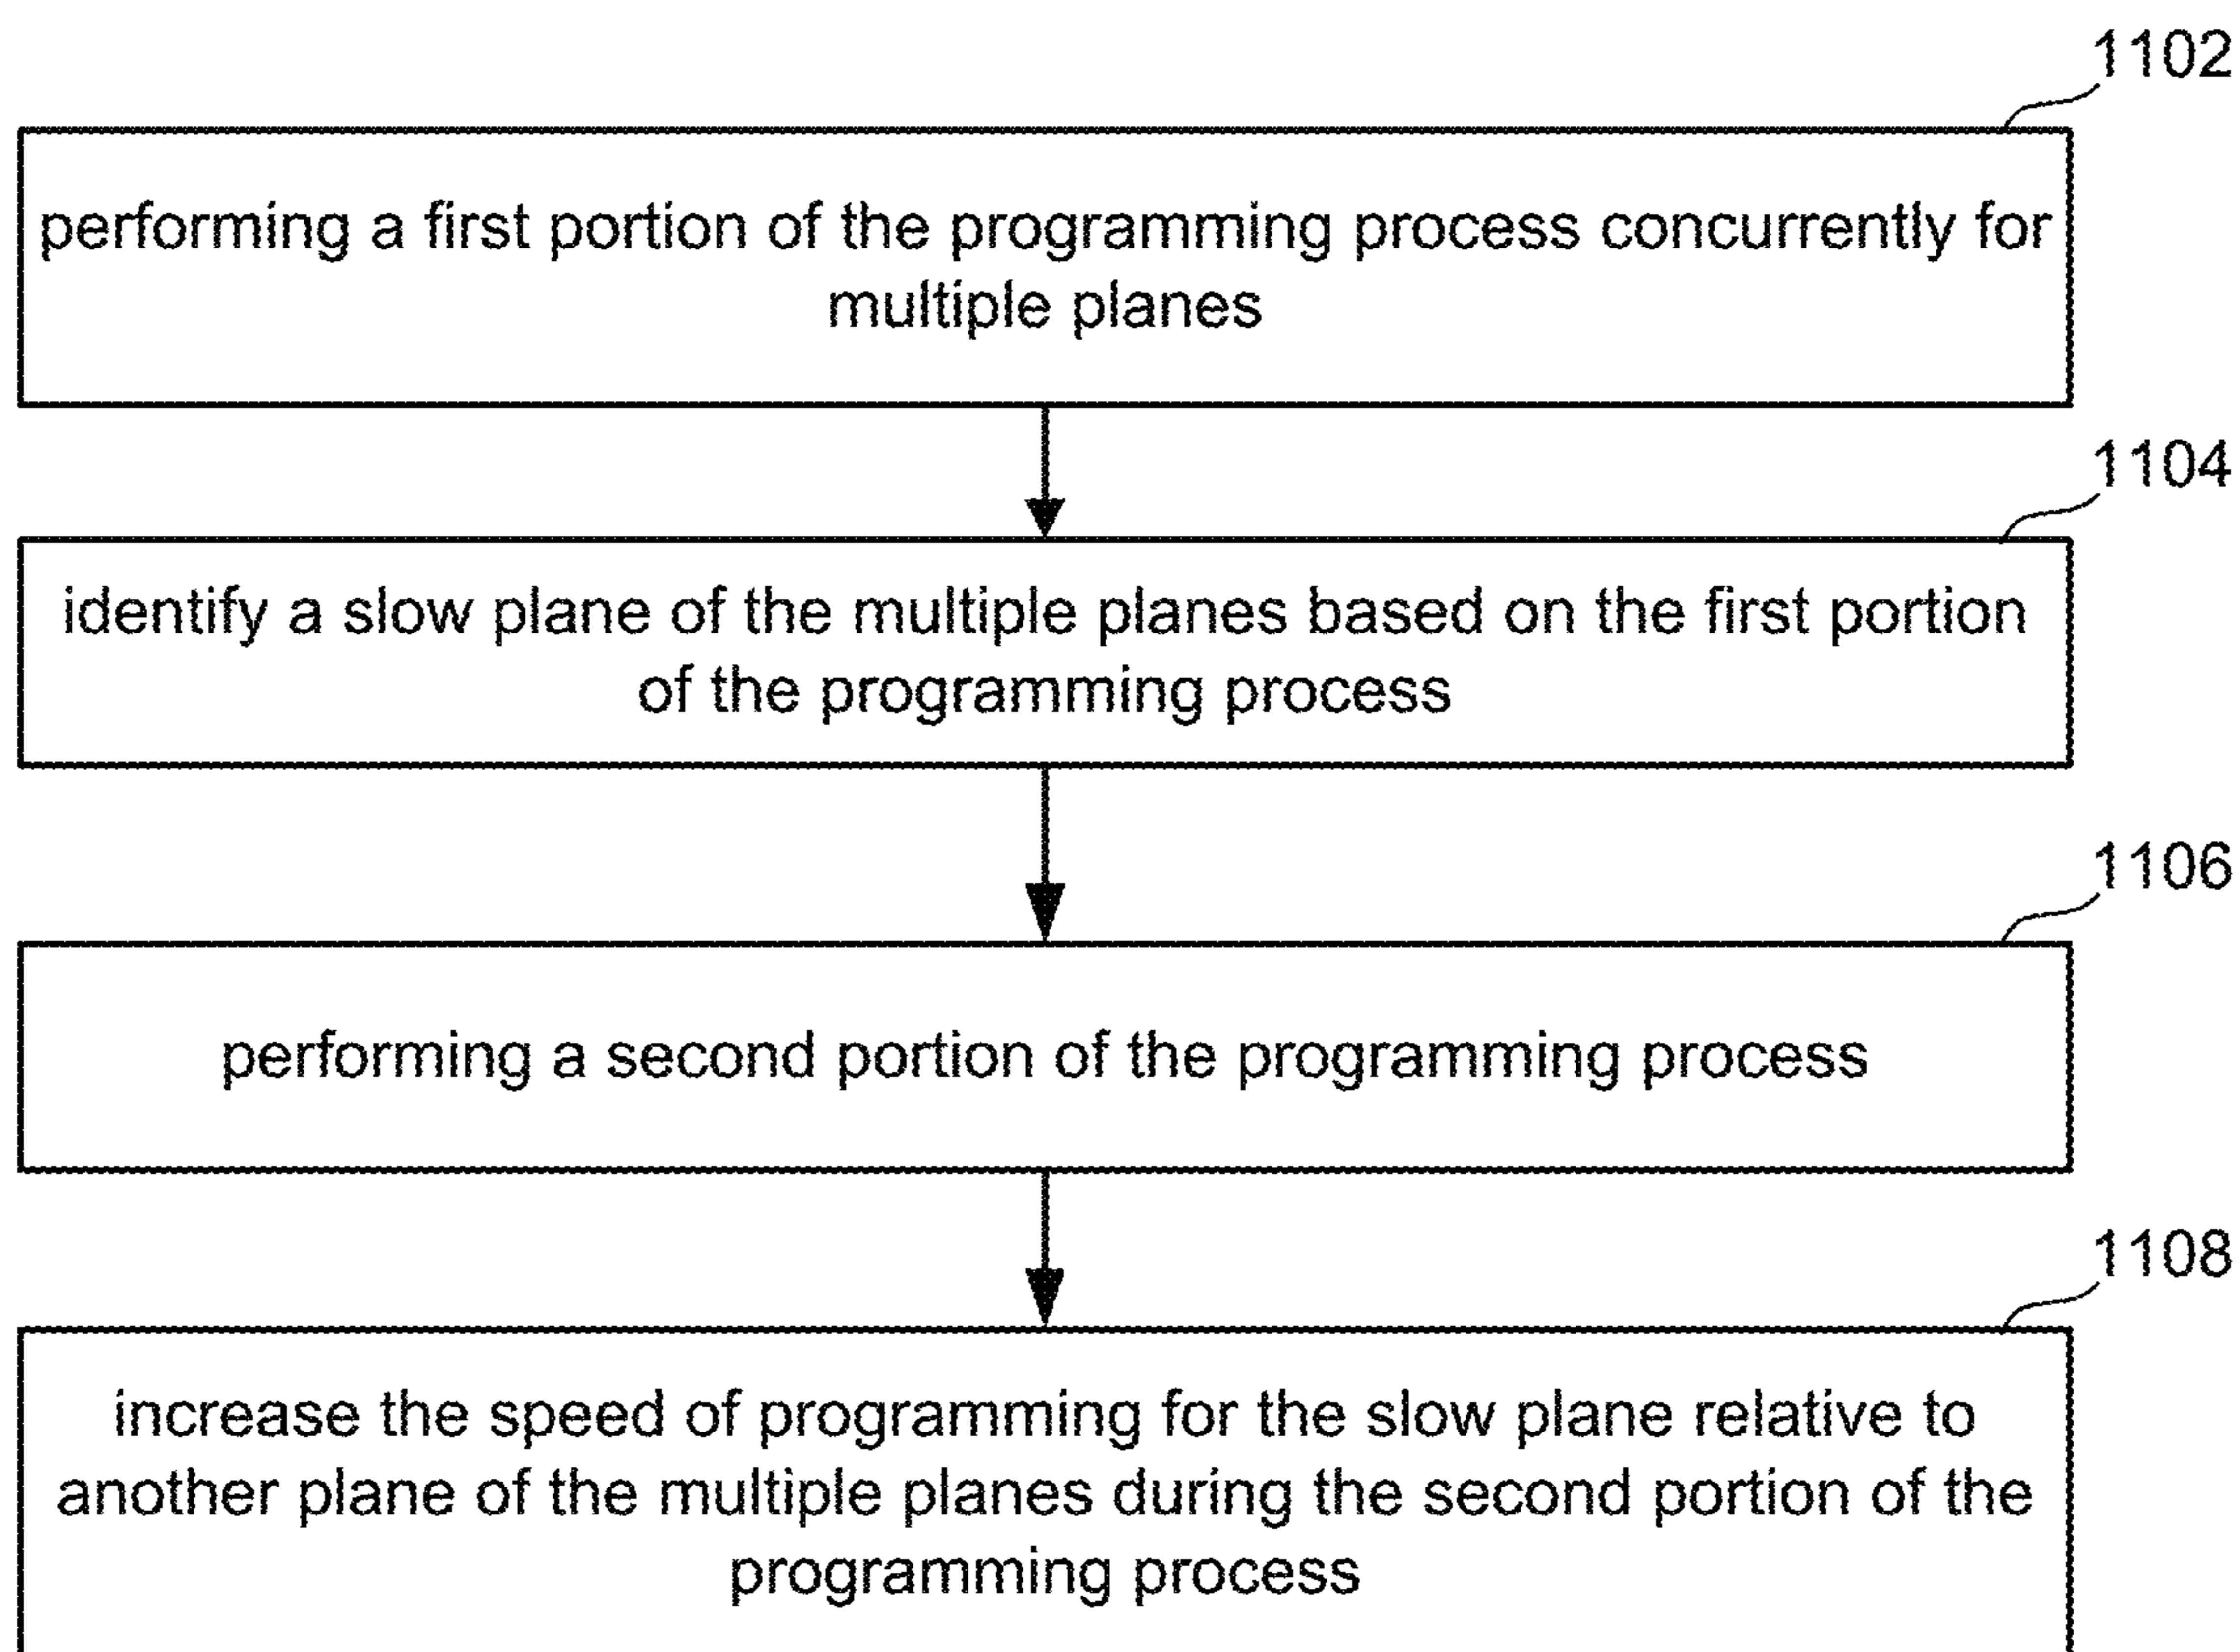 1102
performing a first portion of the programming process concurrently for
multiple planes
1104
identify a slow plane of the multiple planes based on the first portion
of the programming process
1106
performing a second portion of the programming process
1108
increase the speed of programming for the slow plane relative to
another plane of the multiple planes during the second portion of the
programming process